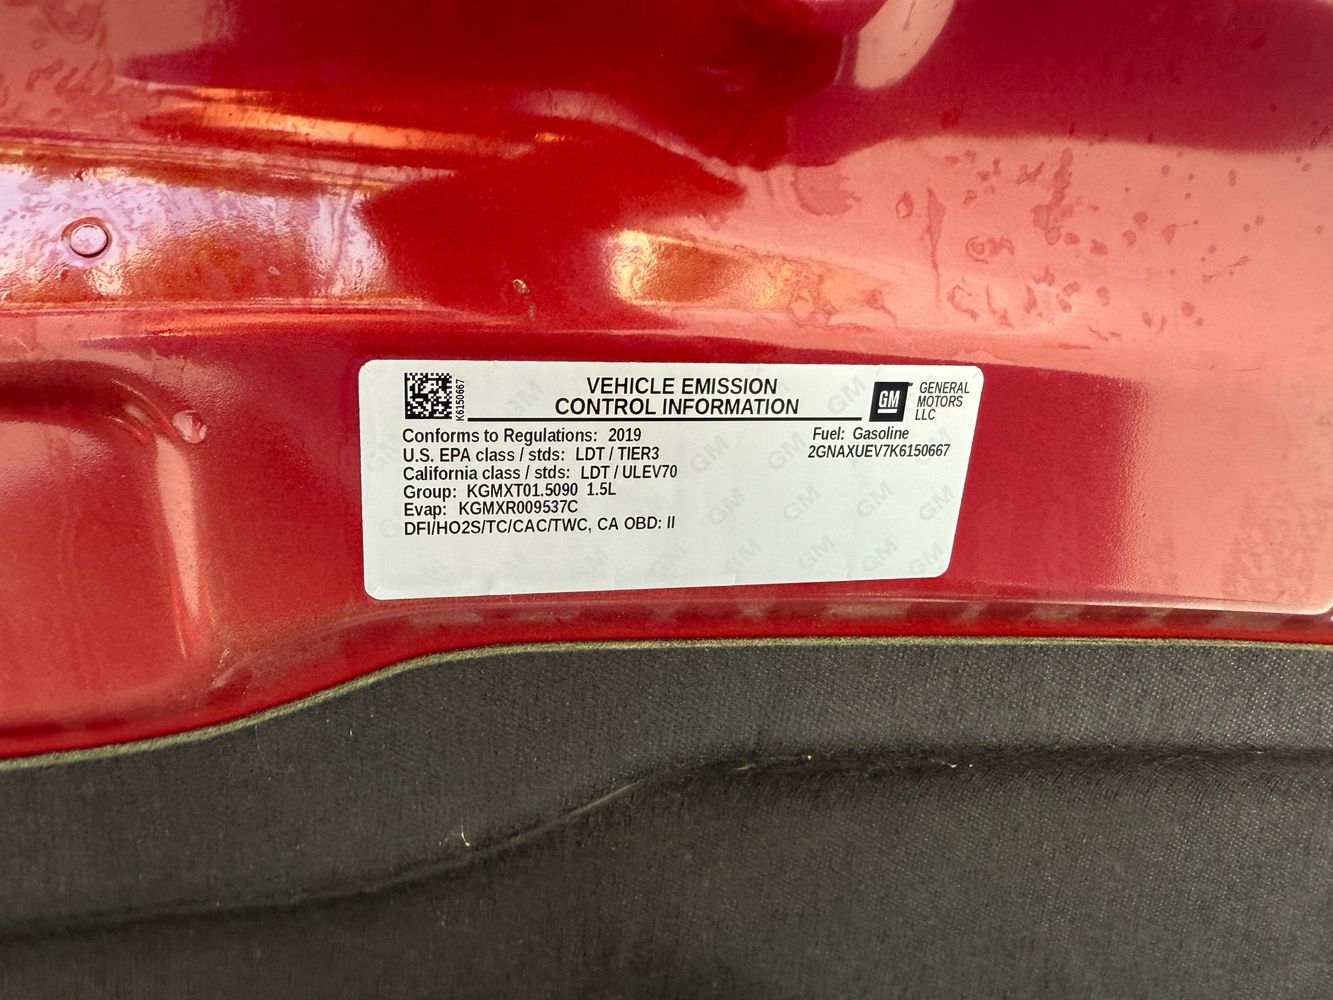 K6150667
VEHICLE EMISSION
CONTROL INFORMATION
GM
GENERAL
MOTORS
LLC
Conforms to Regulations: 2019
Fuel: Gasoline
U.S. EPA class / stds: LDT / TIER3
2GNAXUEV7K6150667
California class / stds: LDT / ULEV70
Group: KGMXT01.5090 1.5L
Evap: KGMXR009537C
DFI/HO2S/TC/CAC/TWC, CA OBD: II